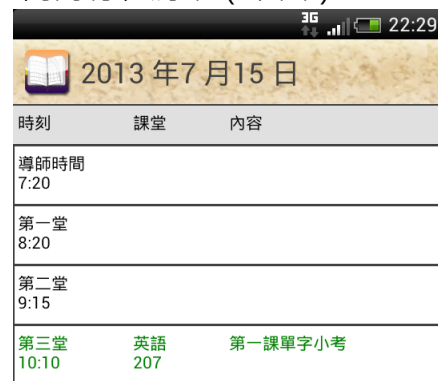 3G 22:29
2013 年7 月15 日
時刻 課堂 內容
導師時間
7:20
第一堂
8:20
第二堂
9:15
第三堂 英語 第一課單字小考
10:10 207